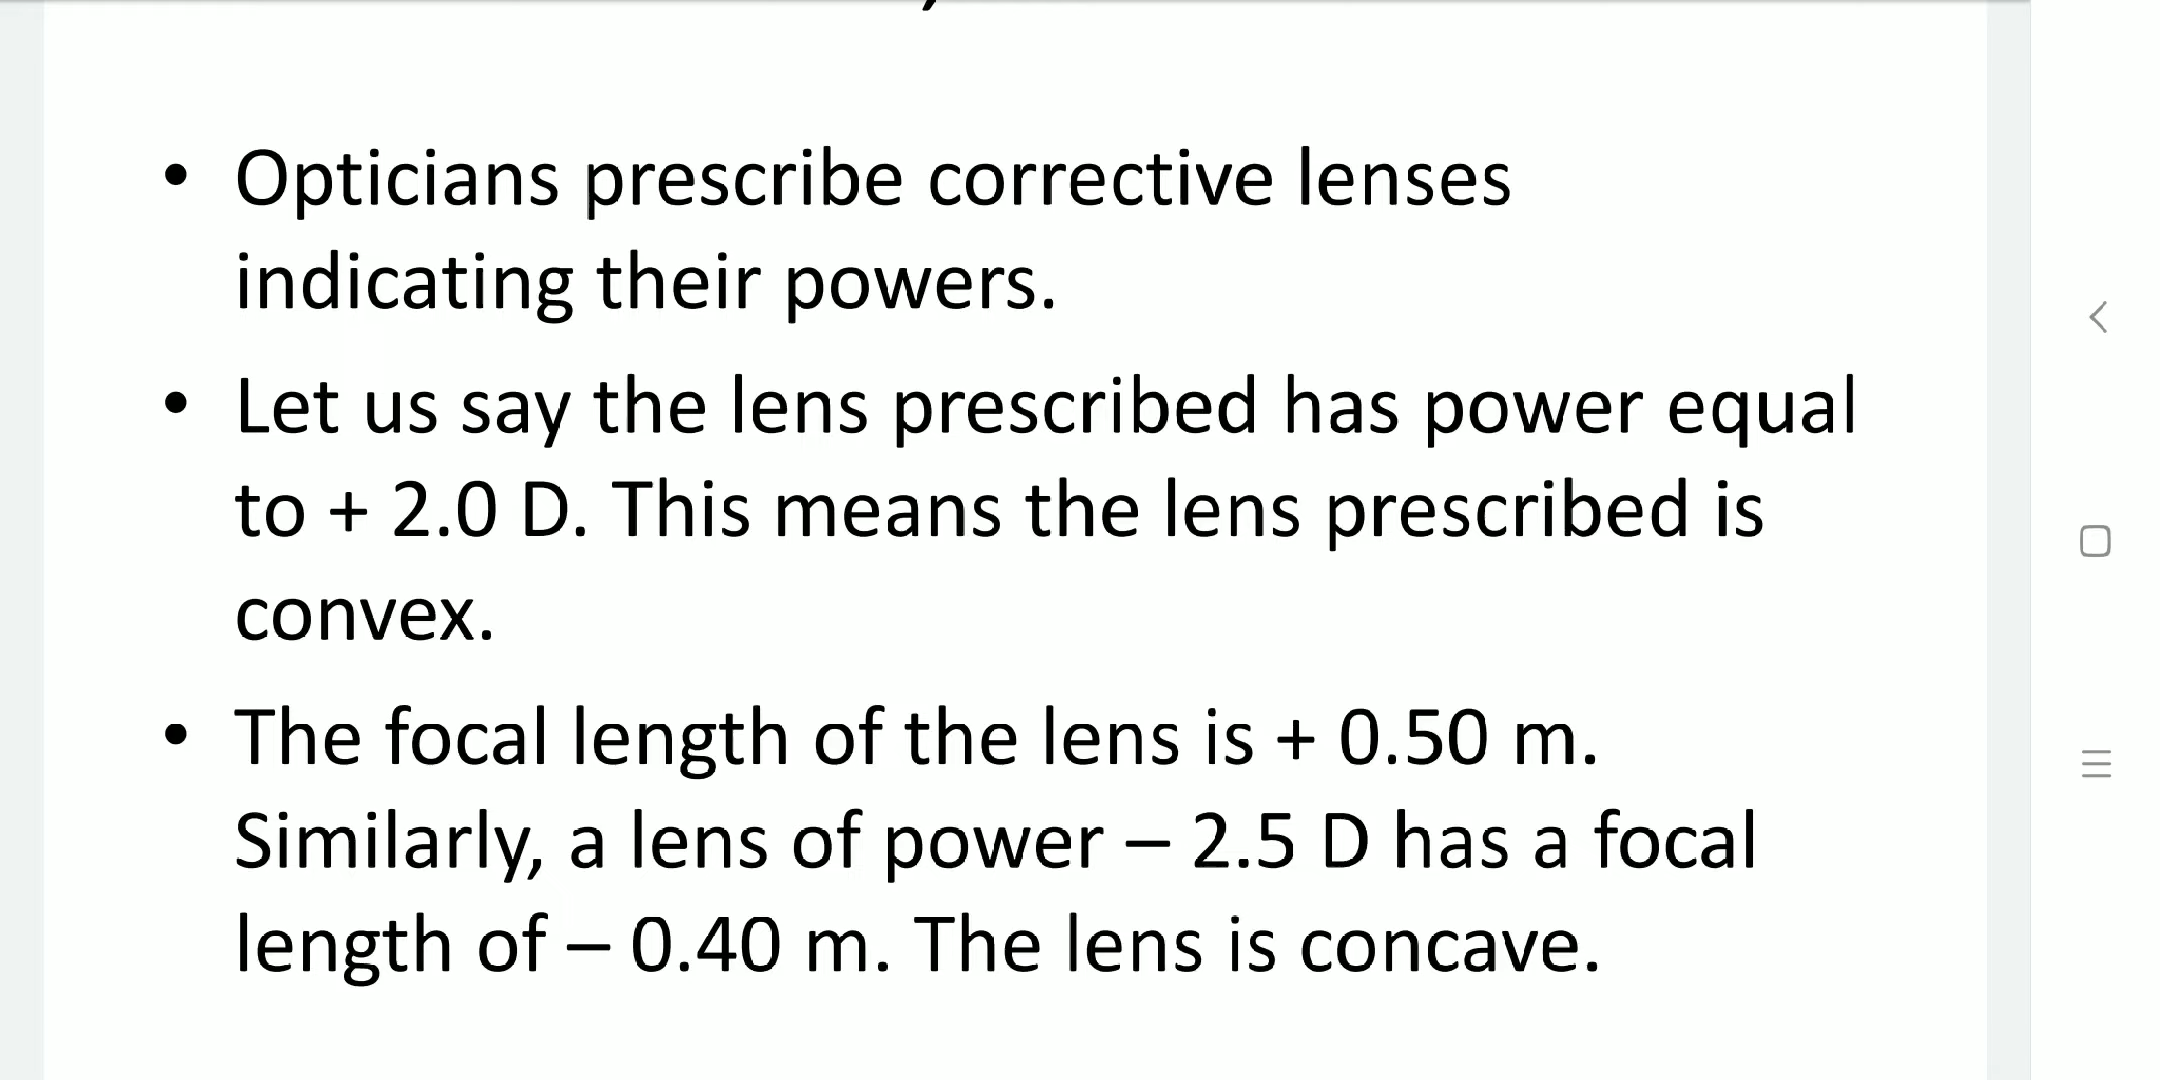 • Opticians prescribe corrective lenses
indicating their powers.
• Let us say the lens prescribed has power equal
to + 2.0 D. This means the lens prescribed is
convex.
• The focal length of the lens is + 0.50 m.
Similarly, a lens of power – 2.5 D has a focal
length of – 0.40 m. The lens is concave.